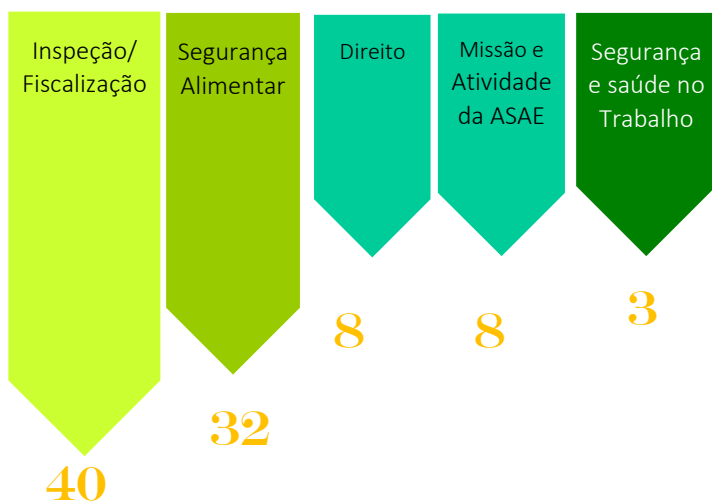 Inspeção/
Fiscalização
Segurança
Alimentar
Direito
Missão e
Atividade
da ASAE
Segurança
e saúde no
Trabalho
40
32
8
8
3